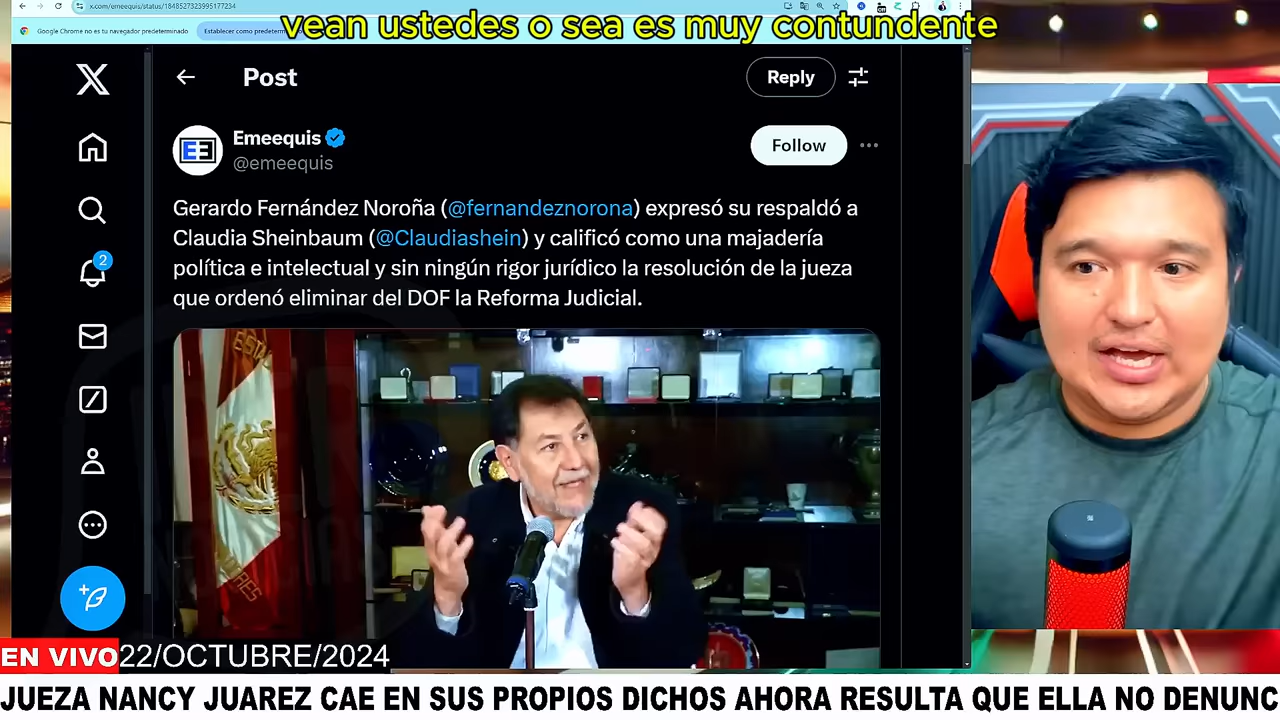 x.com/emeequis/status/1848527323995177234
Google Chrome no es tu navegador predeterminado
Establecer como predeterm
vean ustedes o sea es muy contundente
Post
Reply
Emeequis
@emeequis
Follow
Gerardo Fernández Noroña (@fernandeznorona) expresó su respaldó a
Claudia Sheinbaum (@Claudiashein) y calificó como una majadería
política e intelectual y sin ningún rigor jurídico la resolución de la jueza
que ordenó eliminar del DOF la Reforma Judicial.
2
EN VIVO 22/OCTUBRE/2024
JUEZA NANCY JUAREZ CAE EN SUS PROPIOS DICHOS AHORA RESULTA QUE ELLA NO DENUNC